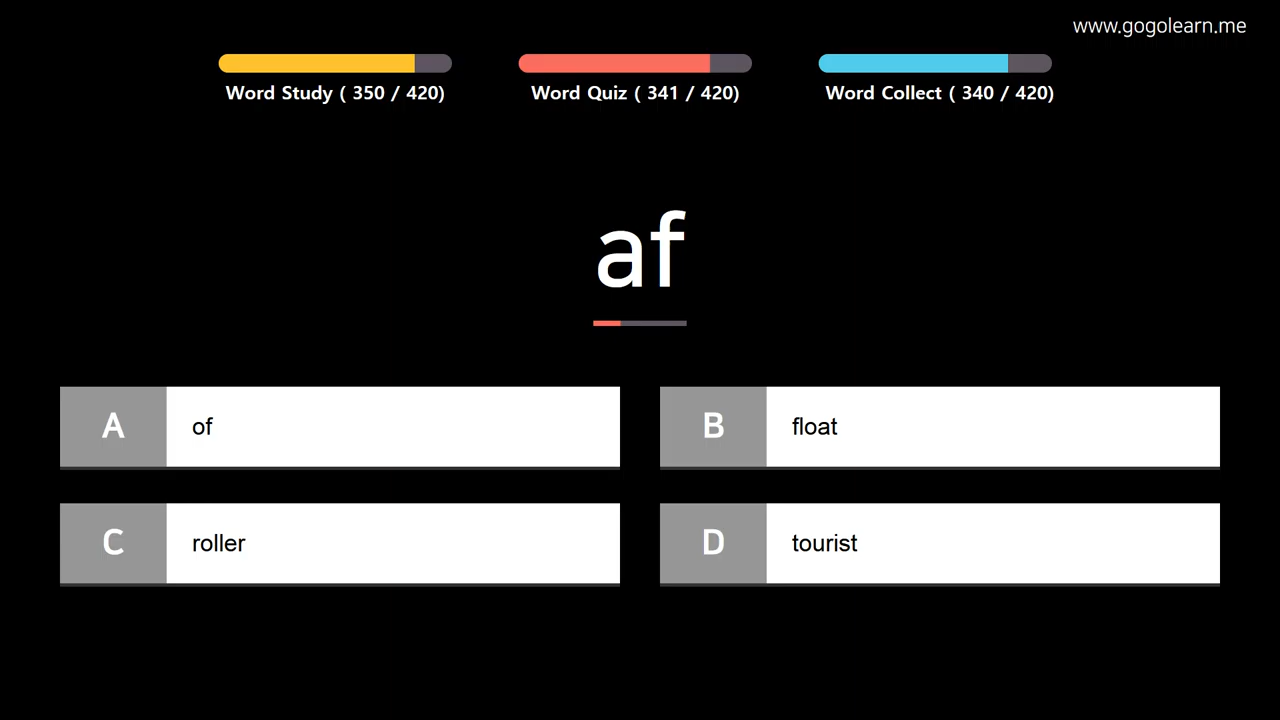 www.gogolearn.me
Word Study ( 350 / 420)
Word Quiz ( 341 / 420)
Word Collect ( 340 / 420)
af
A of
B float
C roller
D tourist